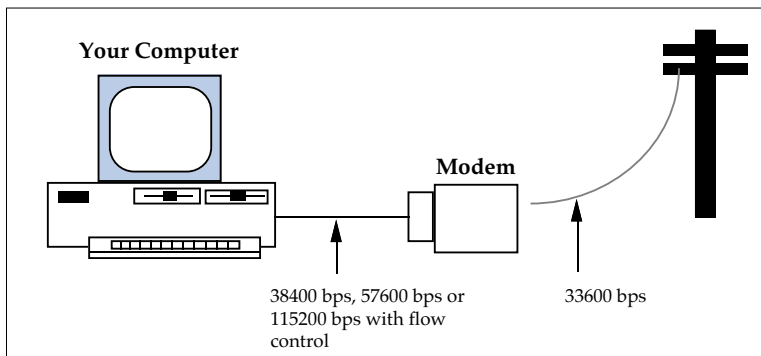 Your Computer
Modem
38400 bps, 57600 bps or
115200 bps with flow
control
33600 bps